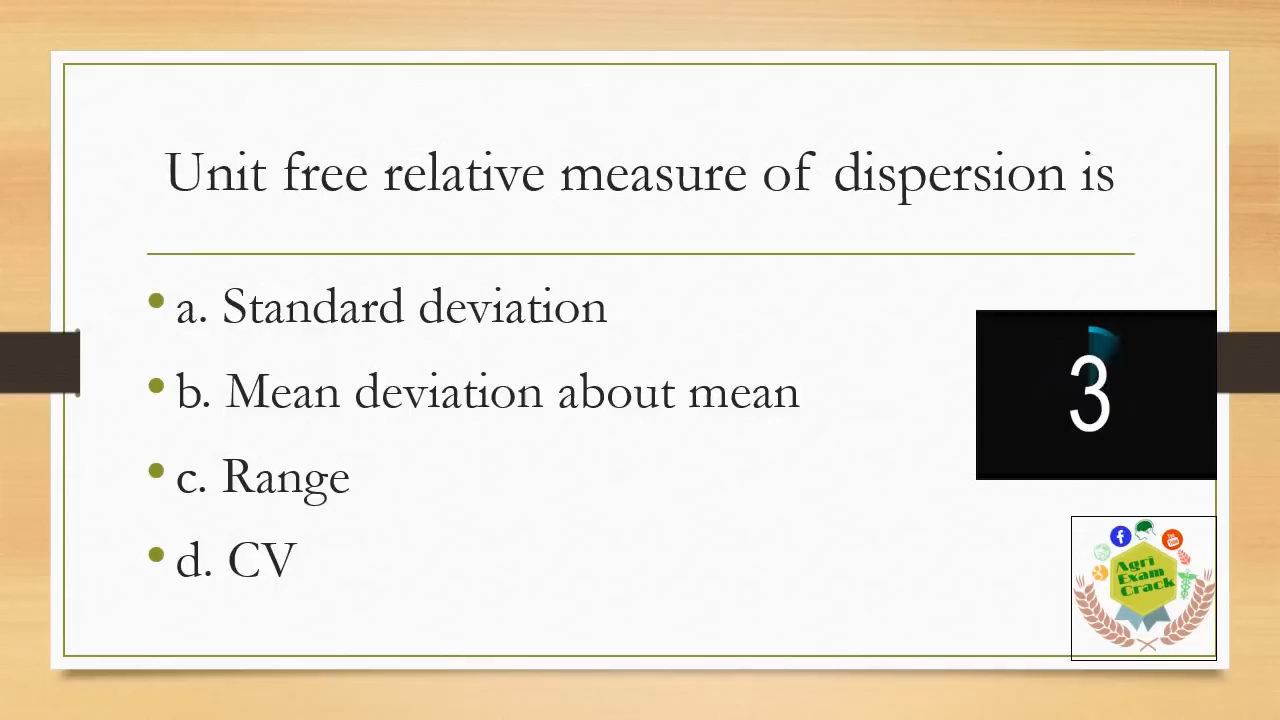 Unit free relative measure of dispersion is
• a. Standard deviation
• b. Mean deviation about mean
• c. Range
• d. CV
3
Agri
Exam
Crack